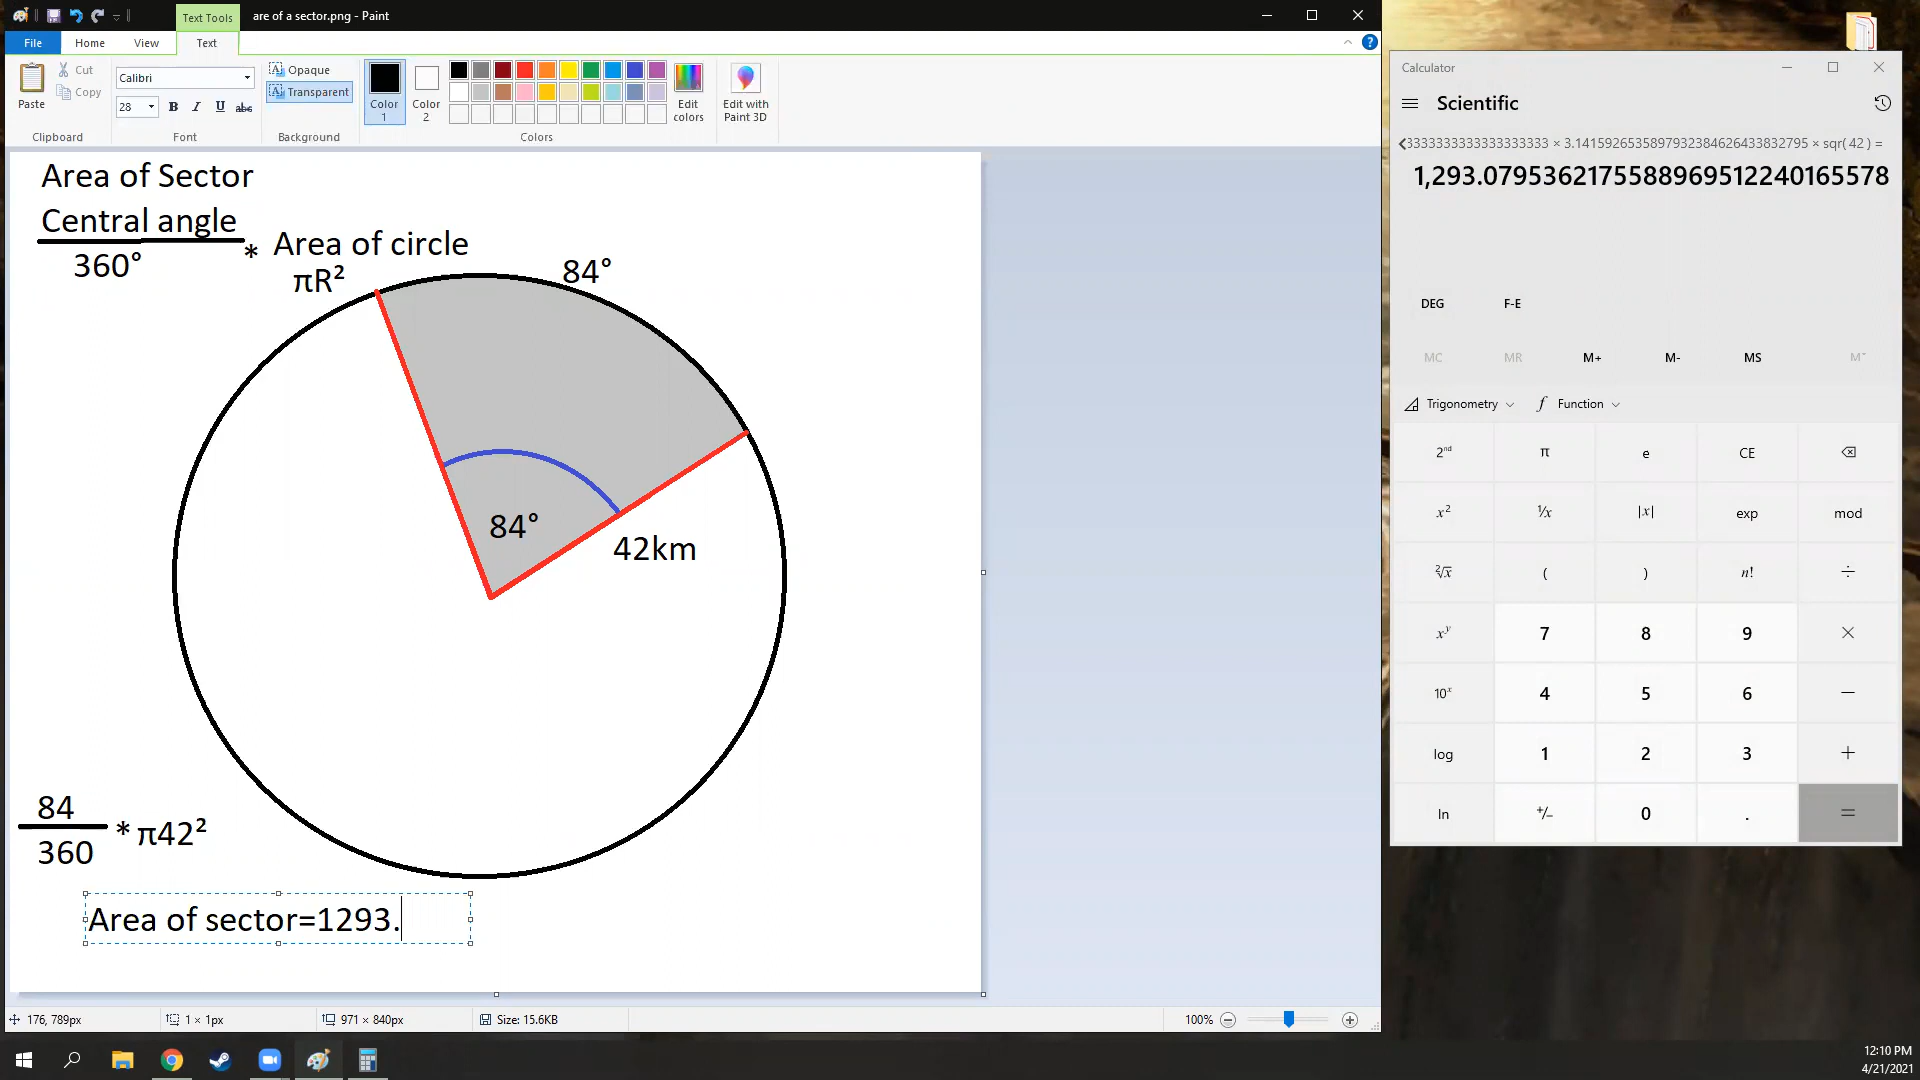 Text Tools
are of a sector.png - Paint
File
Home
View
Text
Paste
Cut
Copy
Clipboard
Calibri
28
B I U abc
Font
Opaque
Transparent
Background
Color 1
Color 2
Edit colors
Colors
Edit with Paint 3D
Area of Sector
Central angle
360°
* Area of circle
πR²
84°
84°
42km
84
360
* π42²
Area of sector=1293.
176, 789px
1 × 1px
971 × 840px
Size: 15.6KB
100%
Calculator
Scientific
3333333333333333333 × 3.1415926535897932384626433832795 × sqr( 42 ) =
1,293.0795362175588969512240165578
DEG
F-E
MC MR M+ M- MS M˅
Trigonometry
f Function
2ⁿᵈ π e CE
x² ¹/x |x| exp mod
²√x ( ) n! ÷
xʸ 7 8 9 ×
10ˣ 4 5 6 −
log 1 2 3 +
ln +/− 0 . =
12:10 PM
4/21/2021